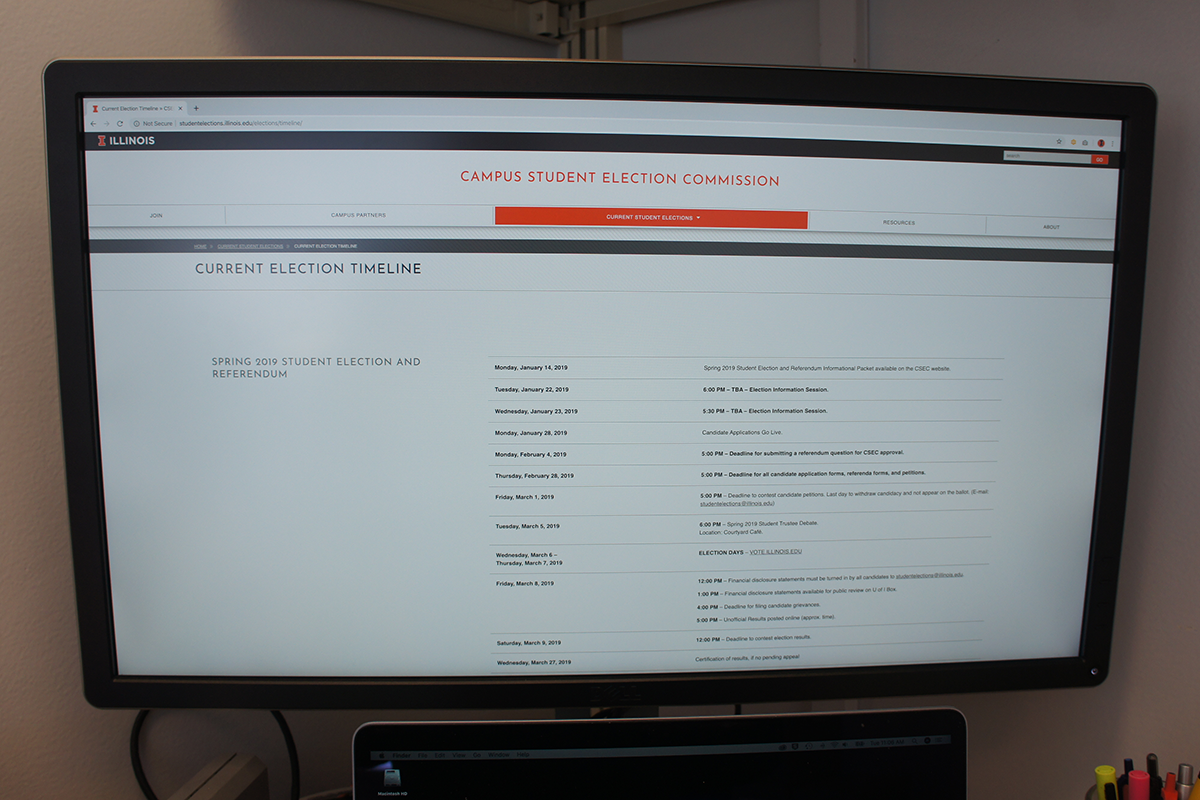 Current Election Timeline « CSE
Not Secure studentelections.illinois.edu/elections/timeline/
I ILLINOIS
search
GO
CAMPUS STUDENT ELECTION COMMISSION
JOIN CAMPUS PARTNERS CURRENT STUDENT ELECTIONS RESOURCES ABOUT
HOME CURRENT STUDENT ELECTIONS CURRENT ELECTION TIMELINE
CURRENT ELECTION TIMELINE
SPRING 2019 STUDENT ELECTION AND
REFERENDUM
Monday, January 14, 2019 Spring 2019 Student Election and Referendum Informational Packet available on the CSEC website.
Tuesday, January 22, 2019 6:00 PM – TBA – Election Information Session.
Wednesday, January 23, 2019 5:30 PM – TBA – Election Information Session.
Monday, January 28, 2019 Candidate Applications Go Live.
Monday, February 4, 2019 5:00 PM – Deadline for submitting a referendum question for CSEC approval.
Thursday, February 28, 2019 5:00 PM – Deadline for all candidate application forms, referenda forms, and petitions.
Friday, March 1, 2019 5:00 PM – Deadline to contest candidate petitions. Last day to withdraw candidacy and not appear on the ballot. (E-mail:
studentelections@illinois.edu)
Tuesday, March 5, 2019 6:00 PM – Spring 2019 Student Trustee Debate.
Location: Courtyard Café.
Wednesday, March 6 – ELECTION DAYS – VOTE.ILLINOIS.EDU
Thursday, March 7, 2019
Friday, March 8, 2019 12:00 PM – Financial disclosure statements must be turned in by all candidates to studentelections@illinois.edu.
1:00 PM – Financial disclosure statements available for public review on U of I Box.
4:00 PM – Deadline for filing candidate grievances.
5:00 PM – Unofficial Results posted online (approx. time).
Saturday, March 9, 2019 12:00 PM – Deadline to contest election results.
Wednesday, March 27, 2019 Certification of results, if no pending appeal.
DELL
Finder File Edit View Go Window Help
Macintosh HD